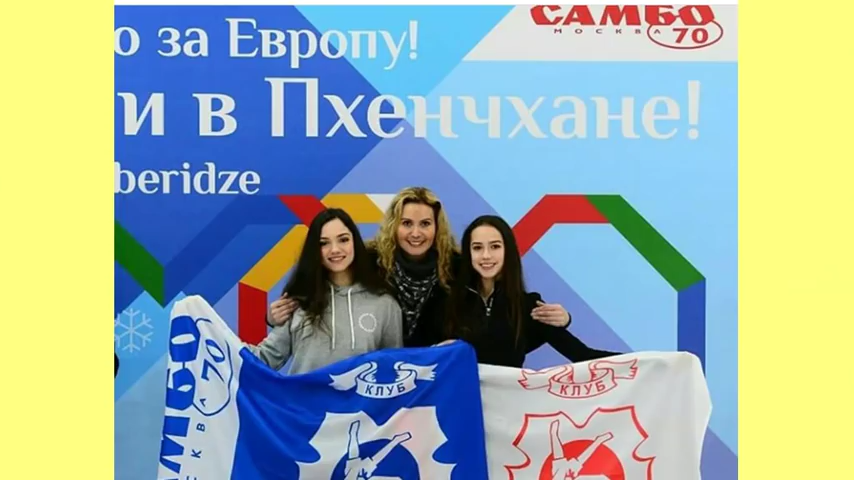 о за Европу!
САМБО
МОСКВА 70
и в Пхенчхане!
beridze
САМБО 70
МОСКВА
КЛУБ
КЛУБ